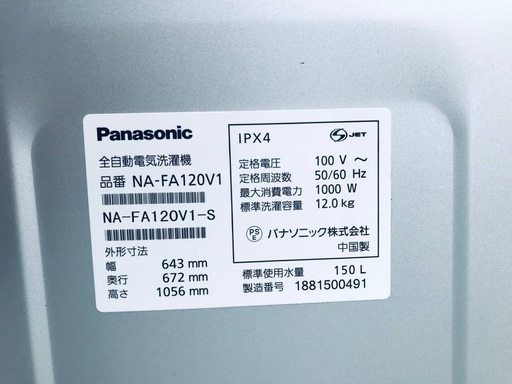 Panasonic
全自動電気洗濯機
品番 NA-FA120V1
NA-FA120V1-S
外形寸法
幅 643 mm
奥行 672 mm
高さ 1056 mm
IPX4 S JET
定格電圧 100 V ～
定格周波数 50/60 Hz
最大消費電力 1000 W
標準洗濯容量 12.0 kg
PSE パナソニック株式会社
中国製
標準使用水量 150 L
製造番号 1881500491